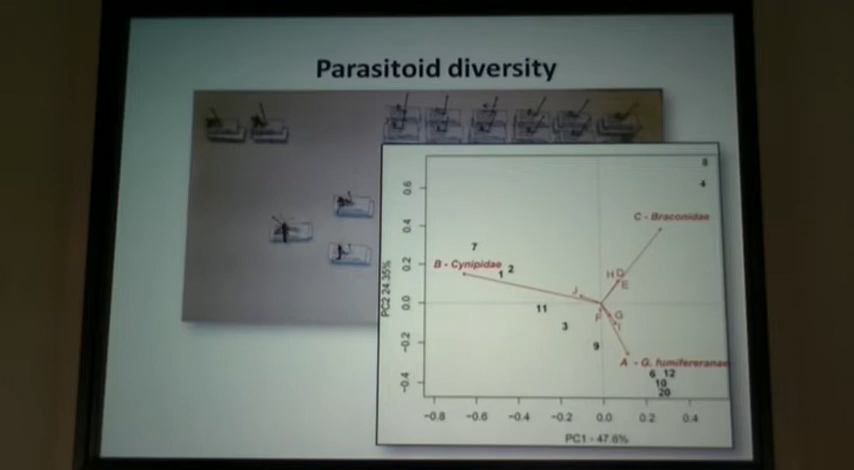 Parasitoid diversity
8
0.6
4
C - Braconidae
0.4
7
B - Cynipidae
1 2
H D
E
0.2
J
0.0
11
F G
I
3
-0.2
9
A - G. fumifereranae
6 12
10
20
-0.4
PC2 24.35%
-0.8 -0.6 -0.4 -0.2 0.0 0.2 0.4
PC1 - 47.6%